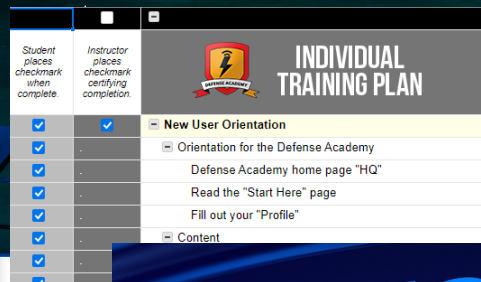 Student places checkmark when complete.
Instructor places checkmark certifying completion.
DEFENSE ACADEMY
INDIVIDUAL
TRAINING PLAN
New User Orientation
Orientation for the Defense Academy
Defense Academy home page "HQ"
Read the "Start Here" page
Fill out your "Profile"
Content